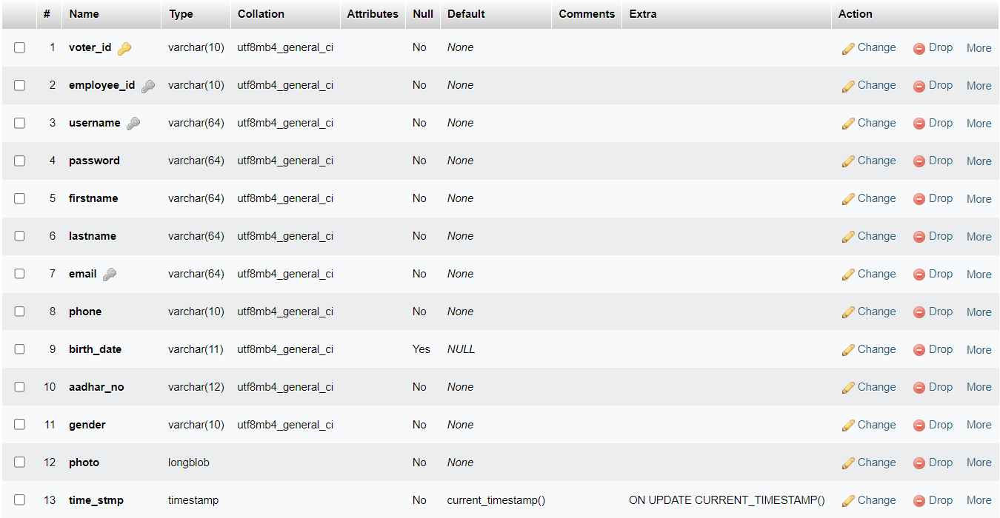 # Name Type Collation Attributes Null Default Comments Extra Action
1 voter_id varchar(10) utf8mb4_general_ci No None Change Drop More
2 employee_id varchar(10) utf8mb4_general_ci No None Change Drop More
3 username varchar(64) utf8mb4_general_ci No None Change Drop More
4 password varchar(64) utf8mb4_general_ci No None Change Drop More
5 firstname varchar(64) utf8mb4_general_ci No None Change Drop More
6 lastname varchar(64) utf8mb4_general_ci No None Change Drop More
7 email varchar(64) utf8mb4_general_ci No None Change Drop More
8 phone varchar(10) utf8mb4_general_ci No None Change Drop More
9 birth_date varchar(11) utf8mb4_general_ci Yes NULL Change Drop More
10 aadhar_no varchar(12) utf8mb4_general_ci No None Change Drop More
11 gender varchar(10) utf8mb4_general_ci No None Change Drop More
12 photo longblob No None Change Drop More
13 time_stmp timestamp No current_timestamp() ON UPDATE CURRENT_TIMESTAMP() Change Drop More